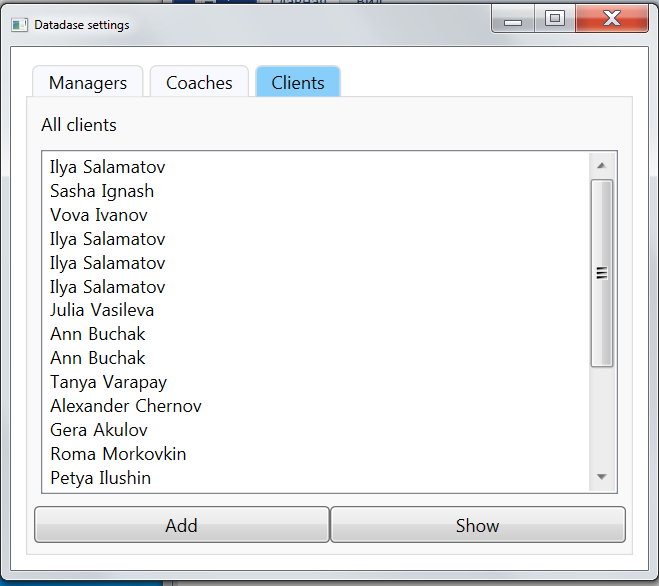 Datadase settings
Managers Coaches Clients
All clients
Ilya Salamatov
Sasha Ignash
Vova Ivanov
Ilya Salamatov
Ilya Salamatov
Ilya Salamatov
Julia Vasileva
Ann Buchak
Ann Buchak
Tanya Varapay
Alexander Chernov
Gera Akulov
Roma Morkovkin
Petya Ilushin
Add Show